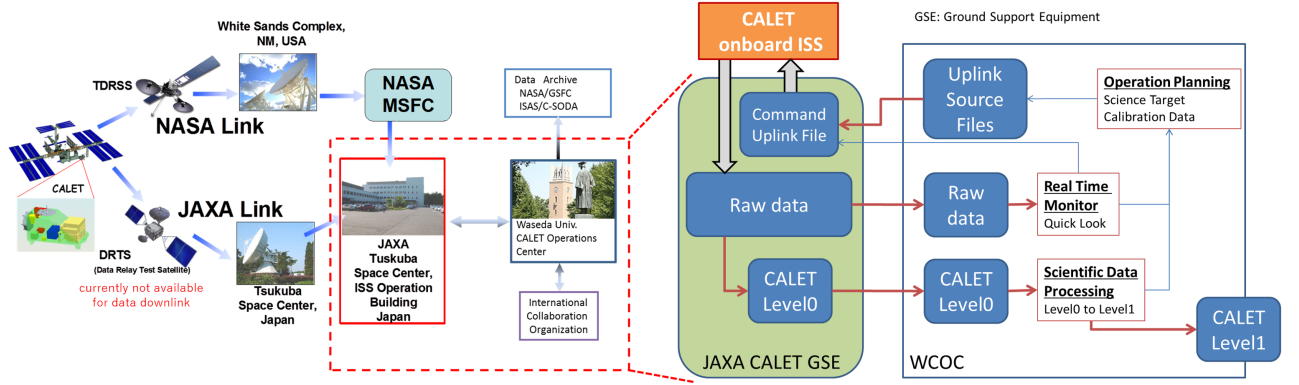 White Sands Complex,
NM, USA
TDRSS
NASA Link
CALET
JAXA Link
DRTS
(Data Relay Test Satellite)
currently not available
for data downlink
Tsukuba
Space Center,
Japan
NASA
MSFC
JAXA
Tuskuba
Space Center,
ISS Operation
Building
Japan
Data Archive
NASA/GSFC
ISAS/C-SODA
Waseda Univ.
CALET Operations
Center
International
Collaboration
Organization
CALET
onboard ISS
GSE: Ground Support Equipment
Command
Uplink File
Raw data
CALET
Level0
JAXA CALET GSE
Uplink
Source
Files
Operation Planning
Science Target
Calibration Data
Raw
data
Real Time
Monitor
Quick Look
CALET
Level0
Scientific Data
Processing
Level0 to Level1
CALET
Level1
WCOC